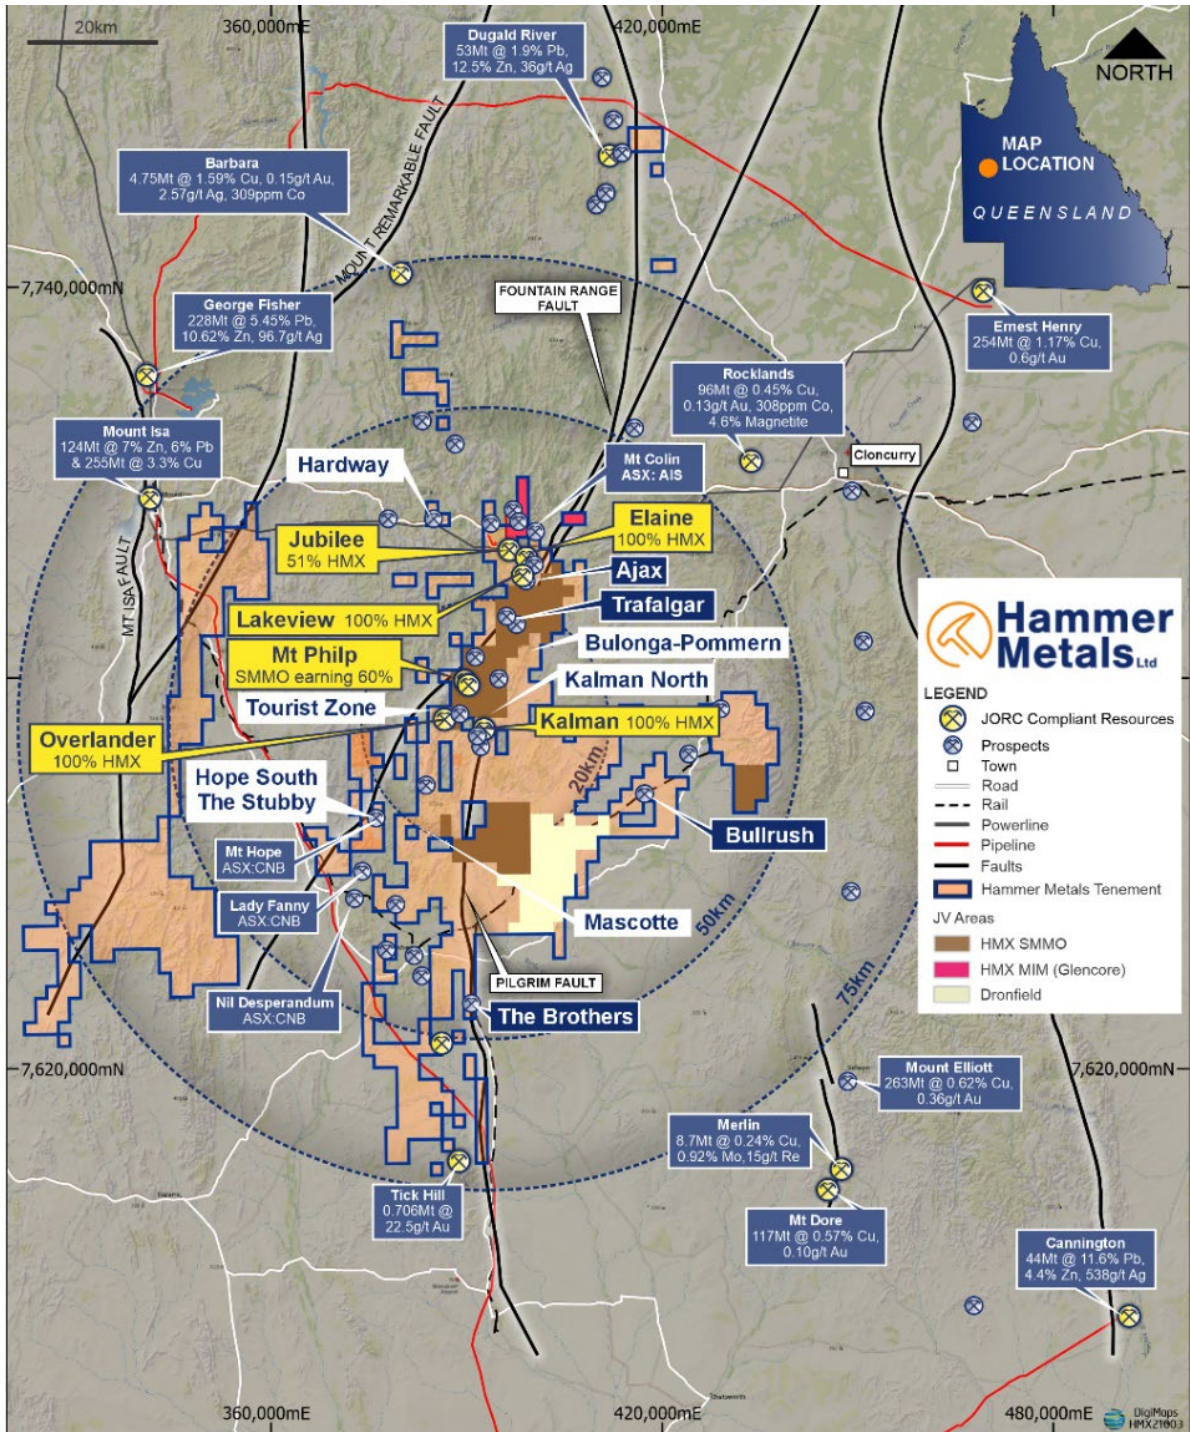 20km
360,000mE
420,000mE
Dugald River
53Mt @ 1.9% Pb,
12.5% Zn, 36g/t Ag
NORTH
MAP
LOCATION
QUEENSLAND
Barbara
4.75Mt @ 1.59% Cu, 0.15g/t Au,
2.57g/t Ag, 309ppm Co
MOUNT REMARKABLE FAULT
7,740,000mN
FOUNTAIN RANGE
FAULT
George Fisher
228Mt @ 5.45% Pb,
10.62% Zn, 96.7g/t Ag
Ernest Henry
254Mt @ 1.17% Cu,
0.6g/t Au
Rocklands
96Mt @ 0.45% Cu,
0.13g/t Au, 308ppm Co,
4.6% Magnetite
Mount Isa
124Mt @ 7% Zn, 6% Pb
& 255Mt @ 3.3% Cu
Hardway
Mt Colin
ASX: AIS
Cloncurry
Jubilee
51% HMX
Elaine
100% HMX
MT ISA FAULT
Ajax
Lakeview 100% HMX
Trafalgar
Bulonga-Pommern
Mt Philp
SMMO earning 60%
Kalman North
Tourist Zone
Kalman 100% HMX
Overlander
100% HMX
20km
Hope South
The Stubby
Bullrush
Mt Hope
ASX:CNB
Lady Fanny
ASX:CNB
Mascotte
50km
PILGRIM FAULT
75km
Nil Desperandum
ASX:CNB
The Brothers
Hammer
Metals Ltd
LEGEND
JORC Compliant Resources
Prospects
Town
Road
Rail
Powerline
Pipeline
Faults
Hammer Metals Tenement
JV Areas
HMX SMMO
HMX MIM (Glencore)
Dronfield
7,620,000mN
7,620,000mN
Mount Elliott
263Mt @ 0.62% Cu,
0.36g/t Au
Merlin
8.7Mt @ 0.24% Cu,
0.92% Mo,15g/t Re
Tick Hill
0.706Mt @
22.5g/t Au
Mt Dore
117Mt @ 0.57% Cu,
0.10g/t Au
Cannington
44Mt @ 11.6% Pb,
4.4% Zn, 538g/t Ag
360,000mE
420,000mE
480,000mE
DigiMaps
HMX21003